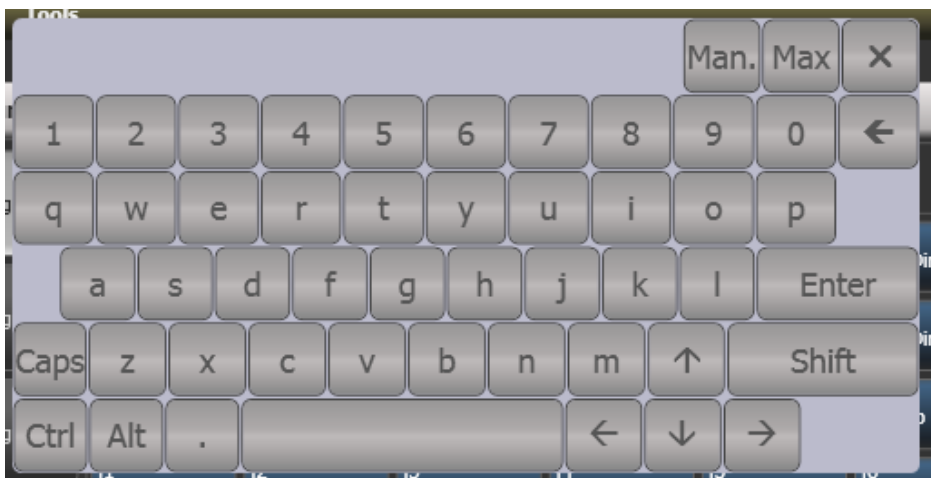 Tools
Man. Max ×
1 2 3 4 5 6 7 8 9 0 ←
q w e r t y u i o p
a s d f g h j k l Enter
Caps z x c v b n m ↑ Shift
Ctrl Alt . ← ↓ →